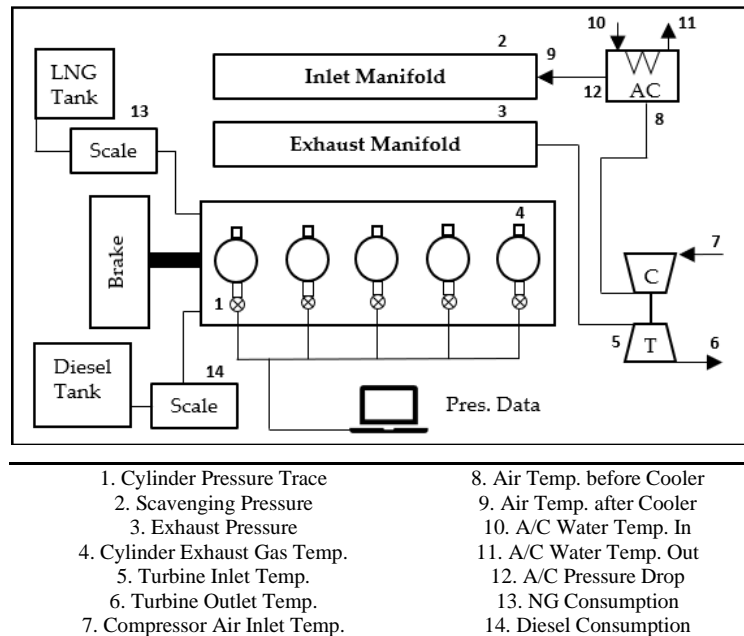 10
11
2
9
LNG
Tank
Inlet Manifold
12
AC
13
3
8
Scale
Exhaust Manifold
4
7
Brake
C
1
5
T
6
Diesel
Tank
14
Scale
Pres. Data
1. Cylinder Pressure Trace
2. Scavenging Pressure
3. Exhaust Pressure
4. Cylinder Exhaust Gas Temp.
5. Turbine Inlet Temp.
6. Turbine Outlet Temp.
7. Compressor Air Inlet Temp.
8. Air Temp. before Cooler
9. Air Temp. after Cooler
10. A/C Water Temp. In
11. A/C Water Temp. Out
12. A/C Pressure Drop
13. NG Consumption
14. Diesel Consumption